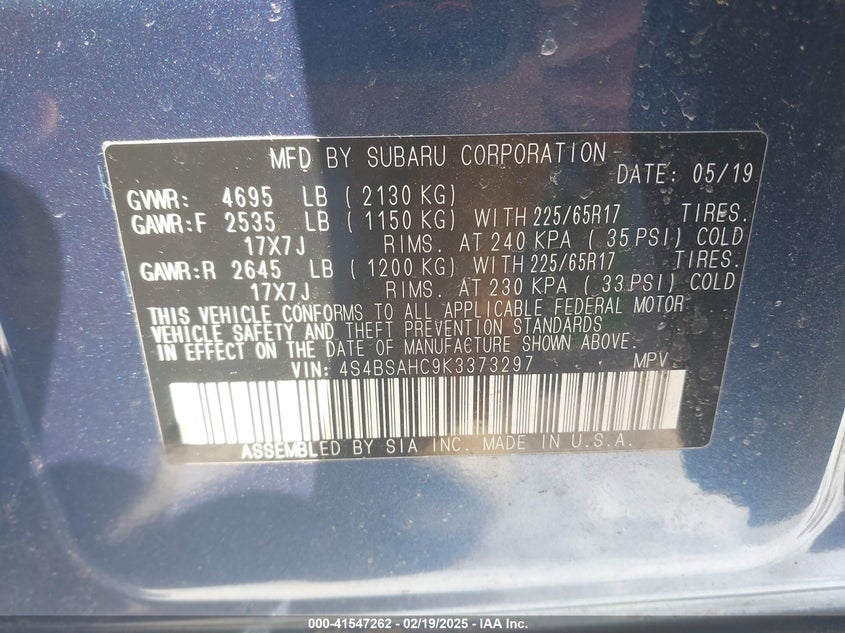 MFD BY SUBARU CORPORATION
DATE: 05/19
GVWR: 4695 LB ( 2130 KG)
GAWR:F 2535 LB ( 1150 KG) WITH 225/65R17 TIRES.
17X7J RIMS. AT 240 KPA ( 35 PSI) COLD
GAWR:R 2645 LB ( 1200 KG) WITH 225/65R17 TIRES.
17X7J RIMS. AT 230 KPA ( 33 PSI) COLD
THIS VEHICLE CONFORMS TO ALL APPLICABLE FEDERAL MOTOR
VEHICLE SAFETY AND THEFT PREVENTION STANDARDS
IN EFFECT ON THE DATE OF MANUFACTURE SHOWN ABOVE.
VIN: 4S4BSAHC9K3373297 MPV
ASSEMBLED BY SIA INC. MADE IN U.S.A.
000-41547262 - 02/19/2025 - IAA Inc.